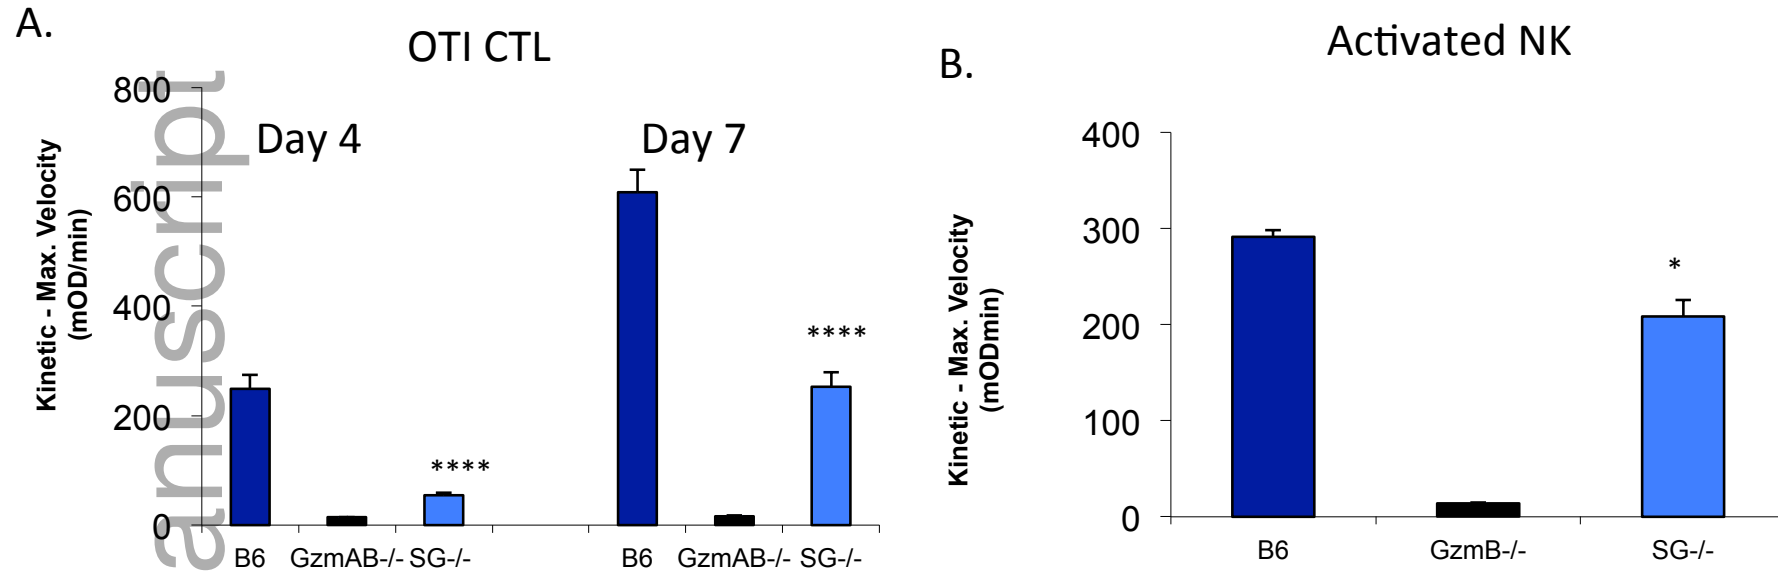 A.
OTI CTL
Day 4
Day 7
Kinetic - Max. Velocity
(mOD/min)
800
600
400
200
0
****
****
B6
GzmAB-/-
SG-/-
B6
GzmAB-/-
SG-/-
anuscript
B.
Activated NK
Kinetic - Max. Velocity
(mODmin)
400
300
200
100
0
*
B6
GzmB-/-
SG-/-